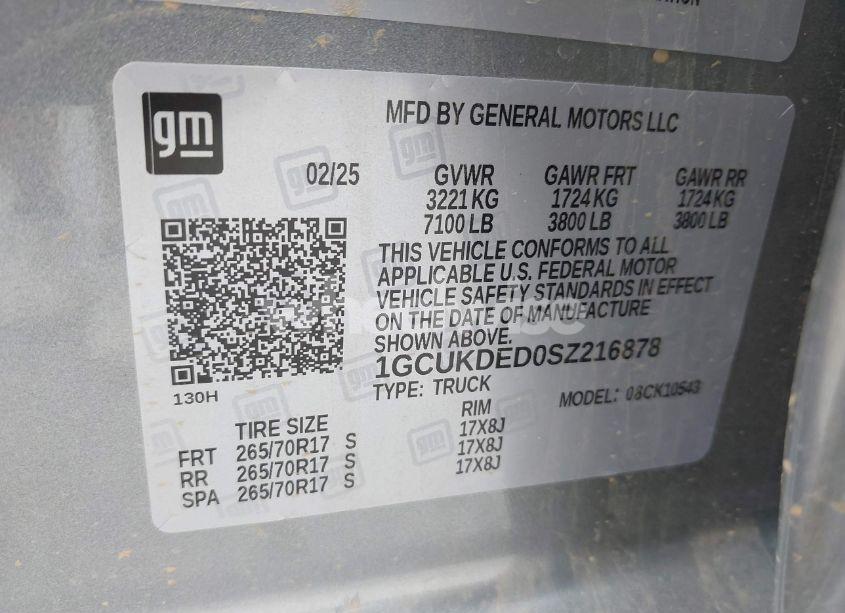 gm
MFD BY GENERAL MOTORS LLC
02/25
GVWR GAWR FRT GAWR RR
3221 KG 1724 KG 1724 KG
7100 LB 3800 LB 3800 LB
THIS VEHICLE CONFORMS TO ALL
APPLICABLE U.S. FEDERAL MOTOR
VEHICLE SAFETY STANDARDS IN EFFECT
ON THE DATE OF MANUFACTURE
SHOWN ABOVE.
1GCUKDED0SZ216878
TYPE: TRUCK MODEL: 08CK10543
130H
TIRE SIZE RIM
FRT 265/70R17 S 17X8J
RR 265/70R17 S 17X8J
SPA 265/70R17 S 17X8J